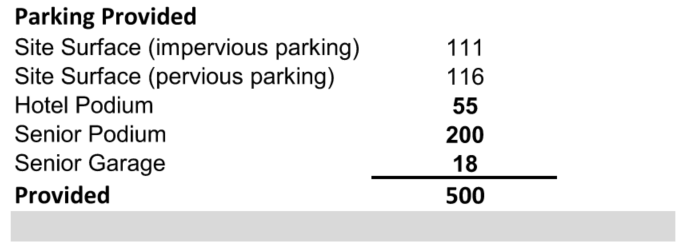 Parking Provided
Site Surface (impervious parking) 111
Site Surface (pervious parking) 116
Hotel Podium 55
Senior Podium 200
Senior Garage 18
Provided 500